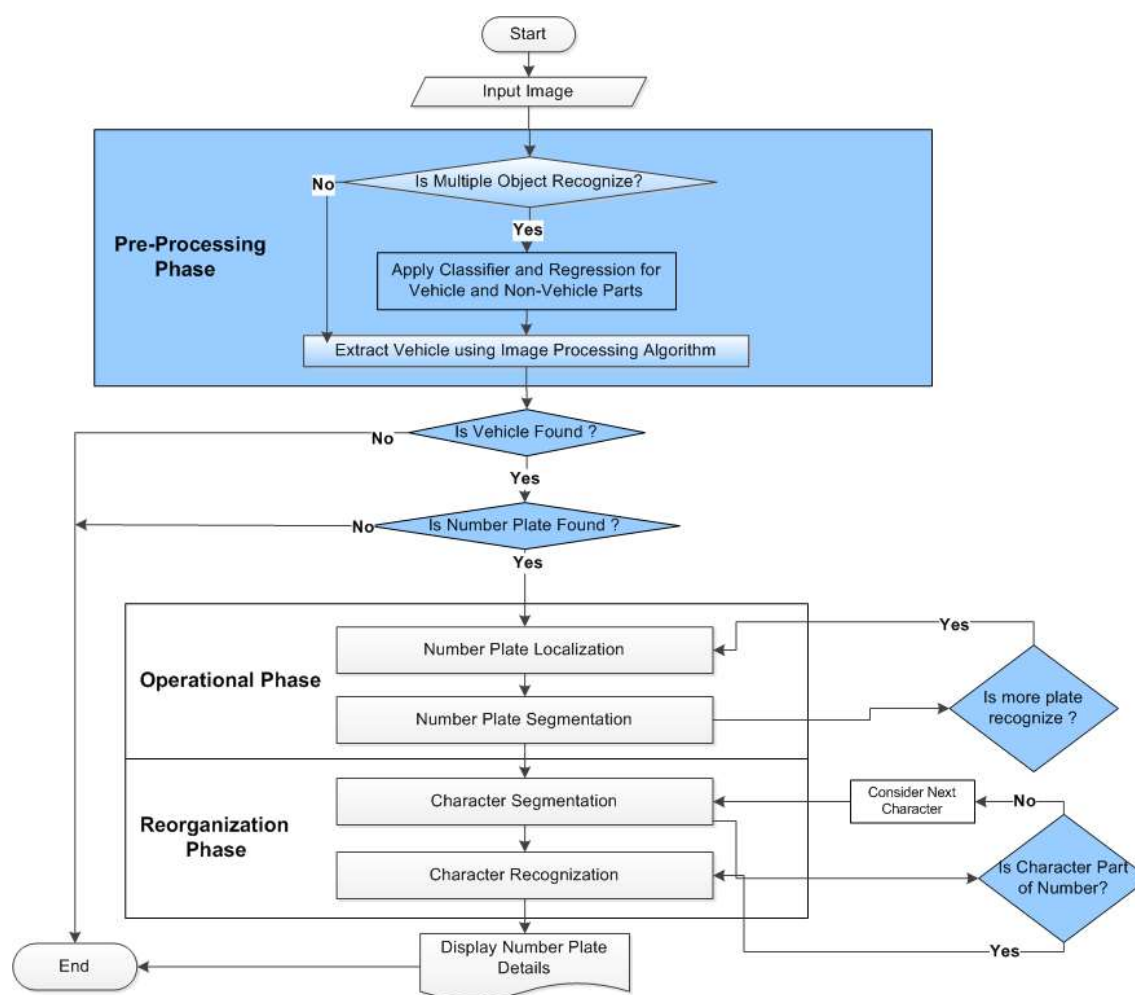 Start
Input Image
Is Multiple Object Recognize?
No
Yes
Pre-Processing
Phase
Apply Classifier and Regression for
Vehicle and Non-Vehicle Parts
Extract Vehicle using Image Processing Algorithm
Is Vehicle Found ?
No
Yes
Is Number Plate Found ?
No
Yes
Operational Phase
Number Plate Localization
Yes
Number Plate Segmentation
Is more plate
recognize ?
Reorganization
Phase
Character Segmentation
Consider Next
Character
No
Character Recognization
Is Character Part
of Number?
Yes
Display Number Plate
Details
End